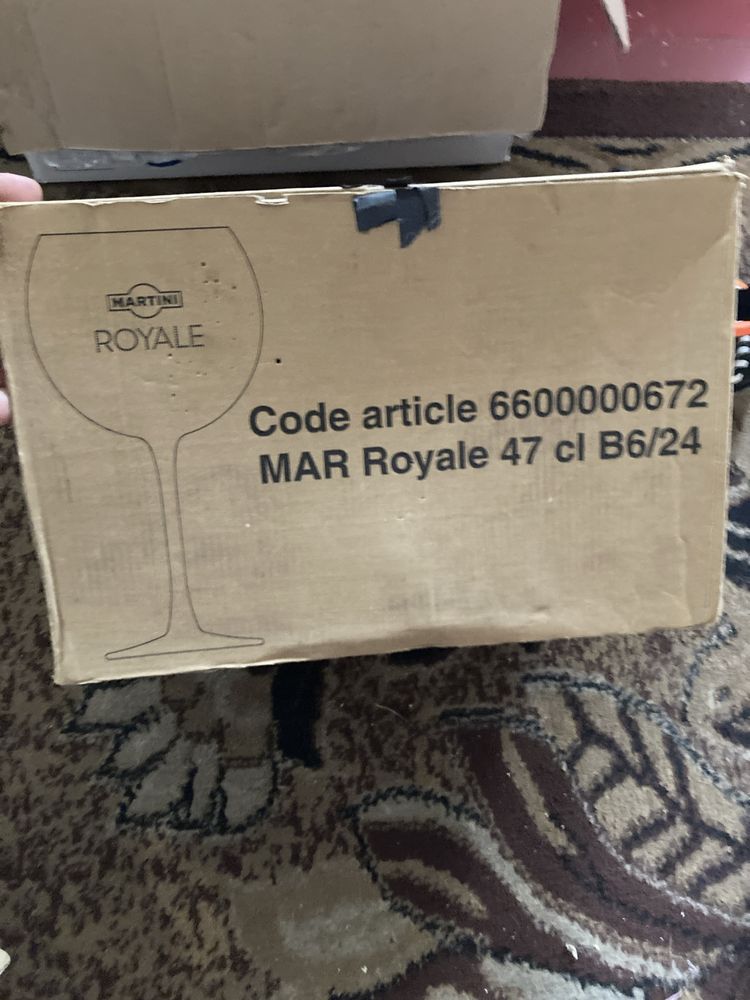 MARTINI
ROYALE
Code article 6600000672
MAR Royale 47 cl B6/24